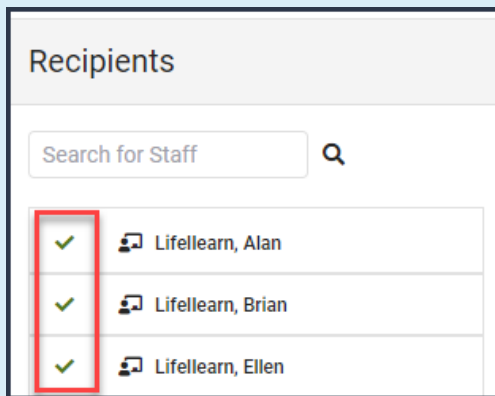 Recipients
Search for Staff
Lifellearn, Alan
Lifellearn, Brian
Lifellearn, Ellen